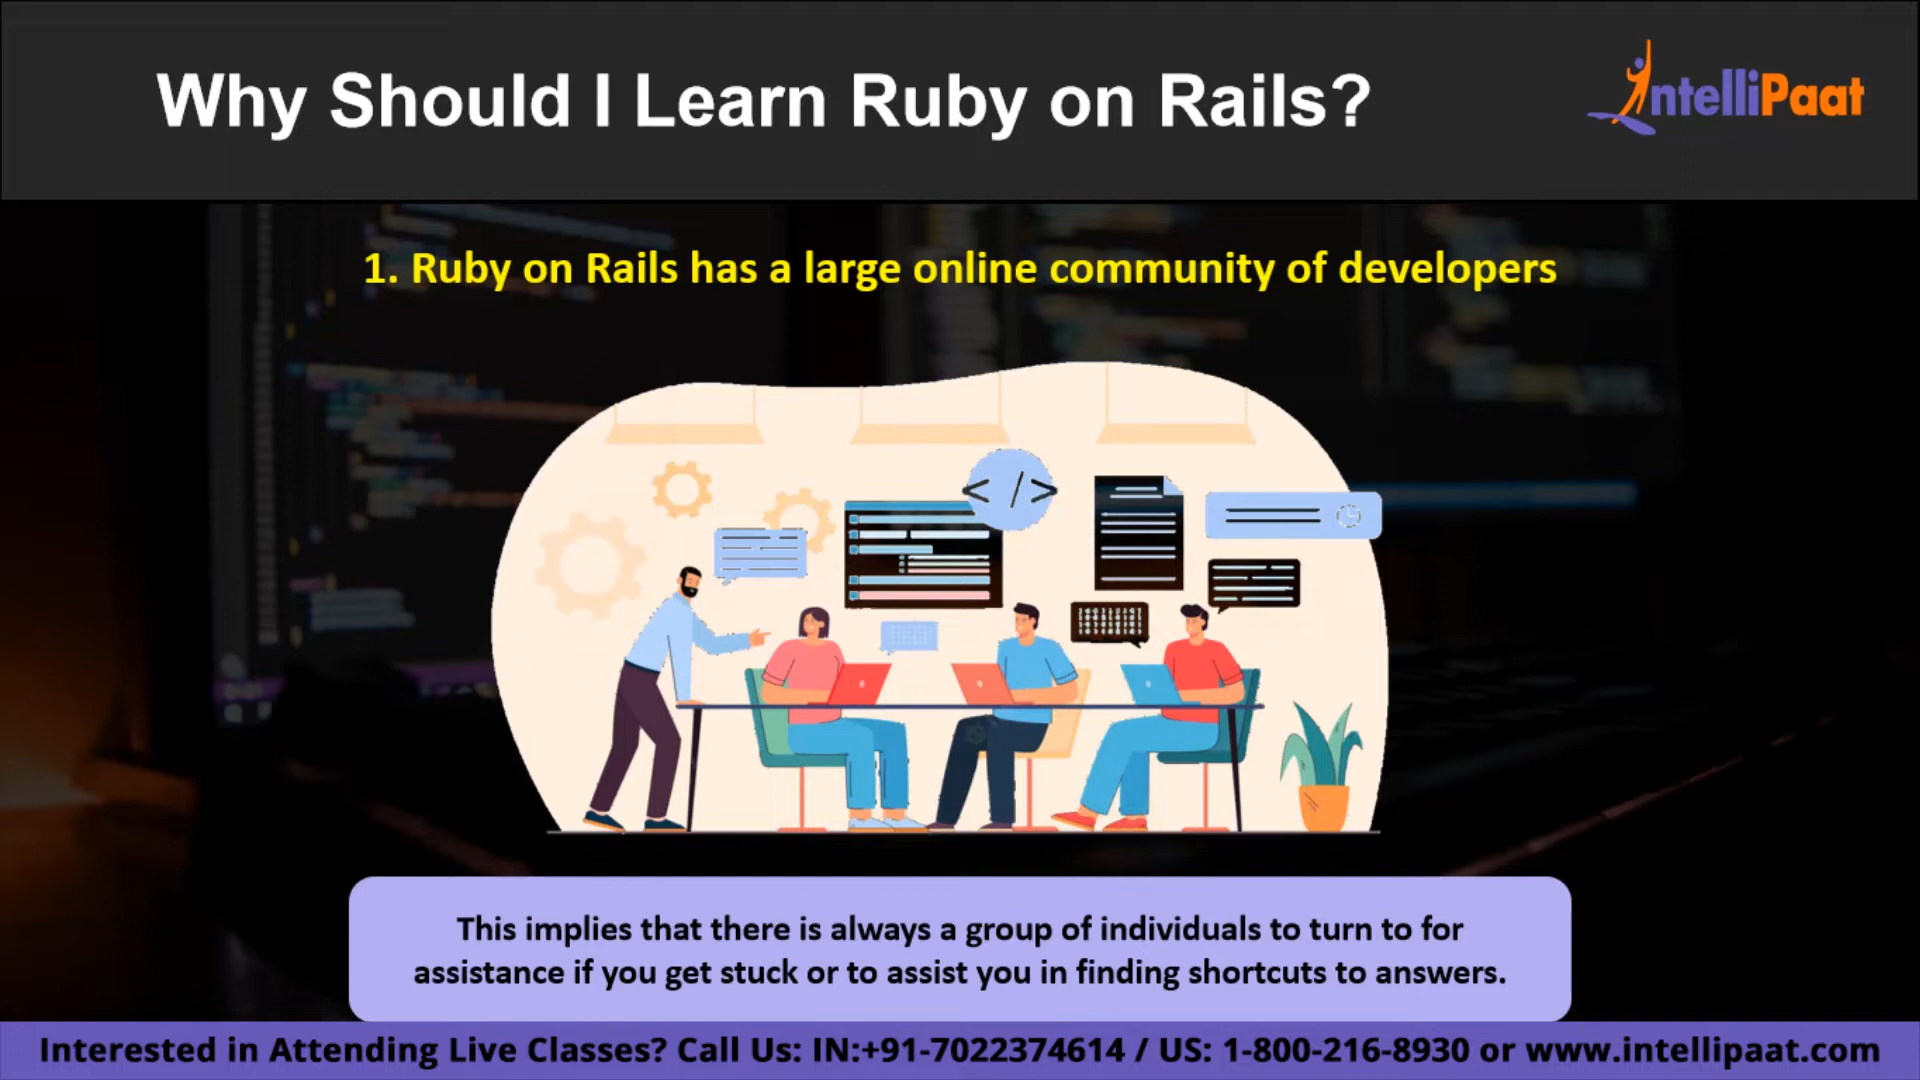 Why Should I Learn Ruby on Rails?
IntelliPaat
1. Ruby on Rails has a large online community of developers
< / >
This implies that there is always a group of individuals to turn to for
assistance if you get stuck or to assist you in finding shortcuts to answers.
Interested in Attending Live Classes? Call Us: IN:+91-7022374614 / US: 1-800-216-8930 or www.intellipaat.com